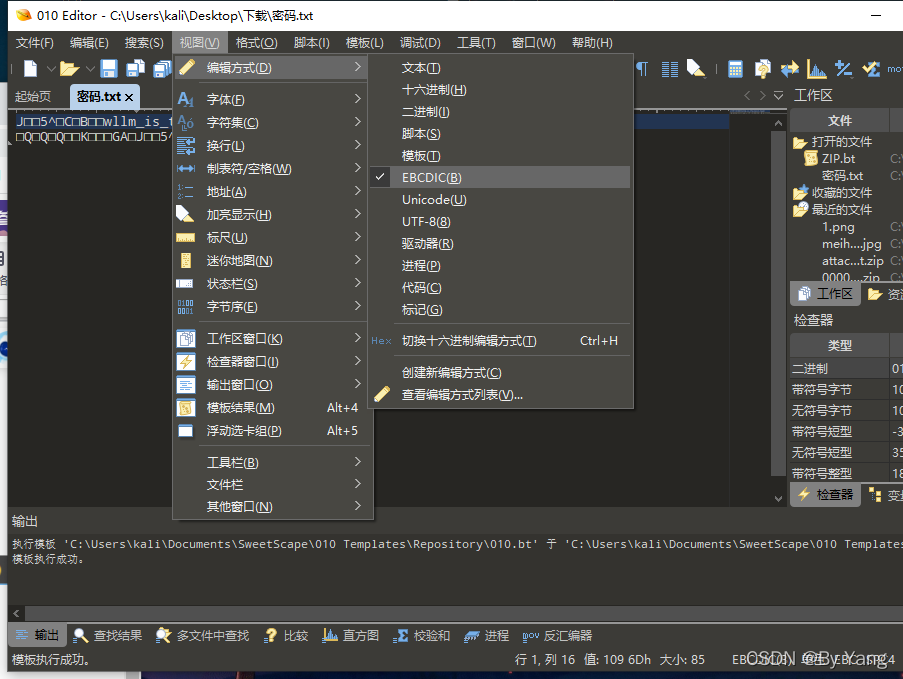 010 Editor - C:\Users\kali\Desktop\下载\密码.txt
文件(F) 编辑(E) 搜索(S) 视图(V) 格式(O) 脚本(I) 模板(L) 调试(D) 工具(T) 窗口(W) 帮助(H)
起始页 密码.txt ×
J□□5^□C□B□□wllm_is_
□Q□Q□Q□□K□□□GA□J□□5^
编辑方式(D)
字体(F)
字符集(C)
换行(L)
制表符/空格(W)
地址(A)
加亮显示(H)
标尺(U)
迷你地图(N)
状态栏(S)
字节序(E)
工作区窗口(K)
检查器窗口(I)
输出窗口(O)
模板结果(M) Alt+4
浮动选卡组(P) Alt+5
工具栏(B)
文件栏
其他窗口(N)
文本(T)
十六进制(H)
二进制(I)
脚本(S)
模板(T)
EBCDIC(B)
Unicode(U)
UTF-8(8)
驱动器(R)
进程(P)
代码(C)
标记(G)
Hex 切换十六进制编辑方式(T) Ctrl+H
创建新编辑方式(C)
查看编辑方式列表(V)...
工作区
文件
打开的文件
ZIP.bt C:
密码.txt C:\
收藏的文件
最近的文件
1.png C:\
meih....jpg C:\
attac...t.zip C:\
0000....zip C:\
工作区 资
检查器
类型
二进制 01
带符号字节 10
无符号字节 10
带符号短型 -3
无符号短型 35
带符号整型 18
检查器 变
输出
执行模板 'C:\Users\kali\Documents\SweetScape\010 Templates\Repository\010.bt' 于 'C:\Users\kali\Documents\SweetScape\010 Templates
模板执行成功。
输出 查找结果 多文件中查找 比较 直方图 校验和 进程 反汇编器
模板执行成功。 行 1, 列 16 值: 109 6Dh 大小: 85
CSDN @By.Yang